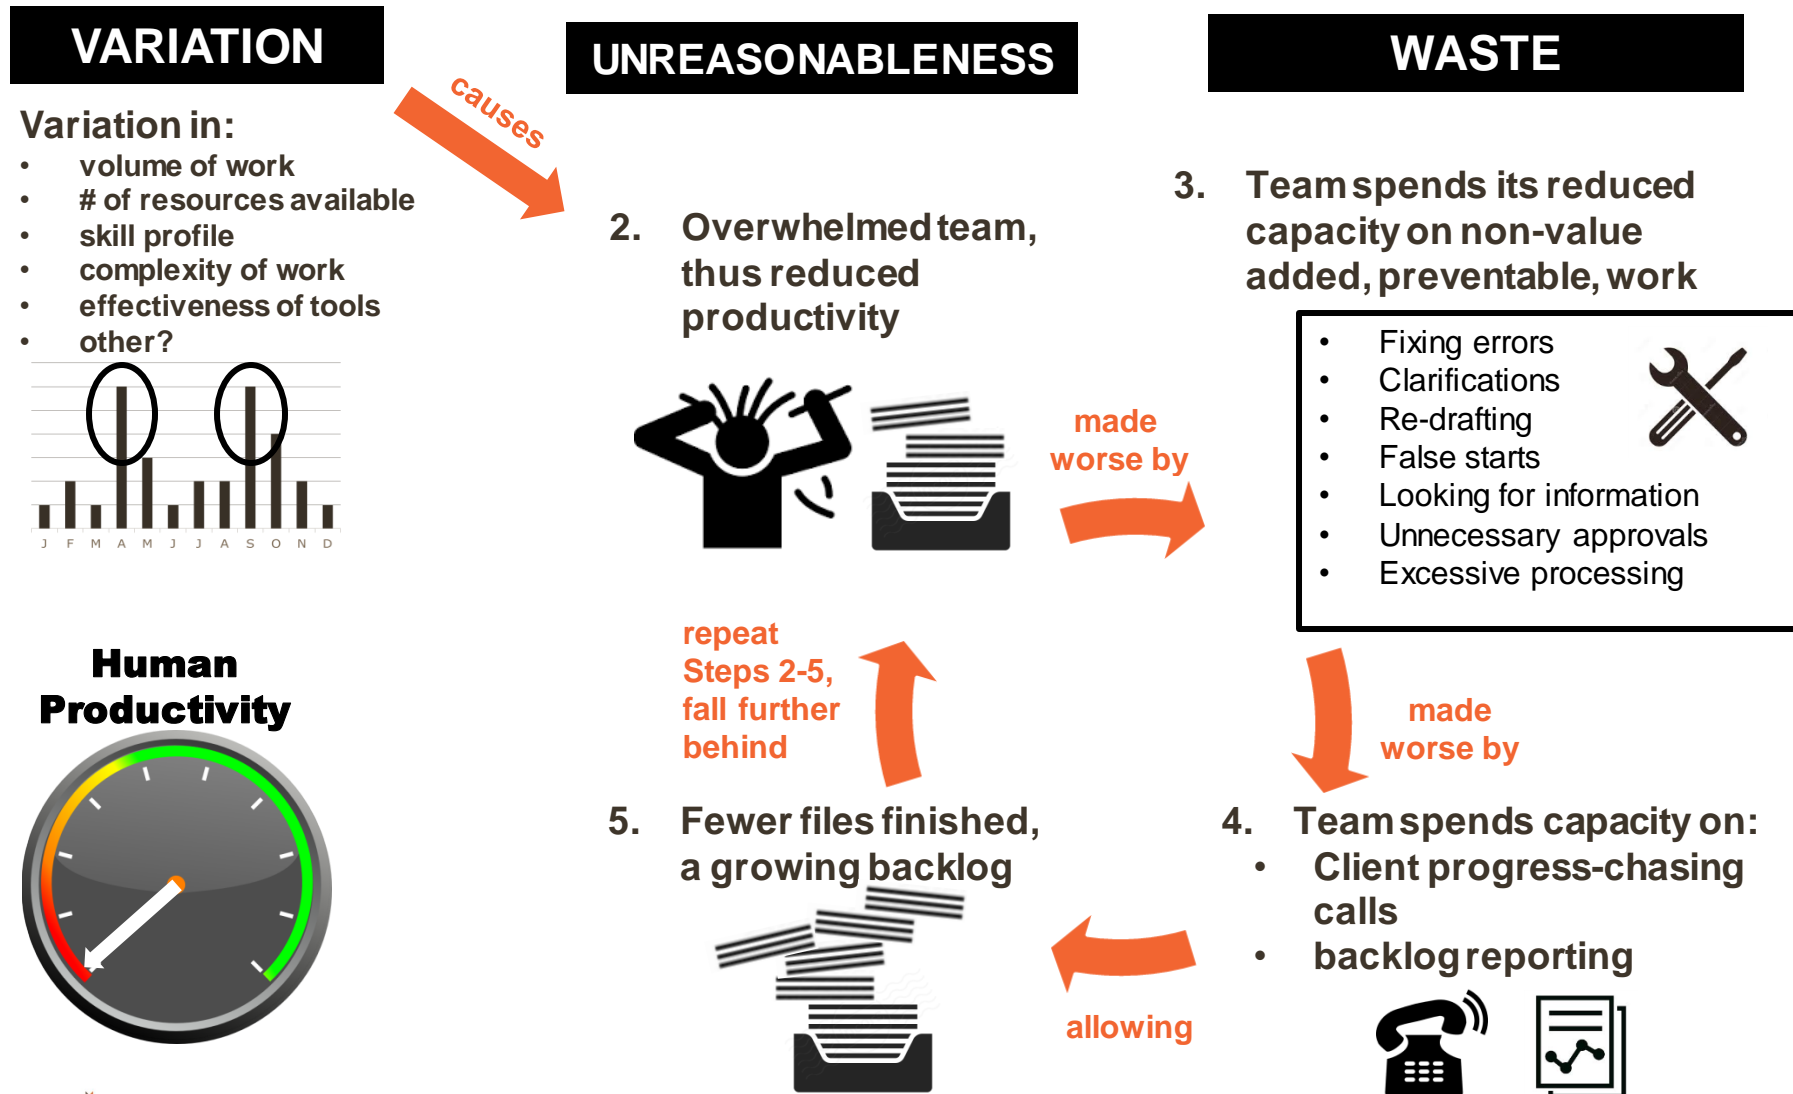 VARIATION
UNREASONABLENESS
WASTE
causes
Variation in:
• volume of work
• # of resources available
• skill profile
• complexity of work
• effectiveness of tools
• other?
J F M A M J J A S O N D
Human
Productivity
2. Overwhelmed team,
thus reduced
productivity
made
worse by
3. Team spends its reduced
capacity on non-value
added, preventable, work
• Fixing errors
• Clarifications
• Re-drafting
• False starts
• Looking for information
• Unnecessary approvals
• Excessive processing
made
worse by
4. Team spends capacity on:
• Client progress-chasing
calls
• backlog reporting
allowing
5. Fewer files finished,
a growing backlog
repeat
Steps 2-5,
fall further
behind